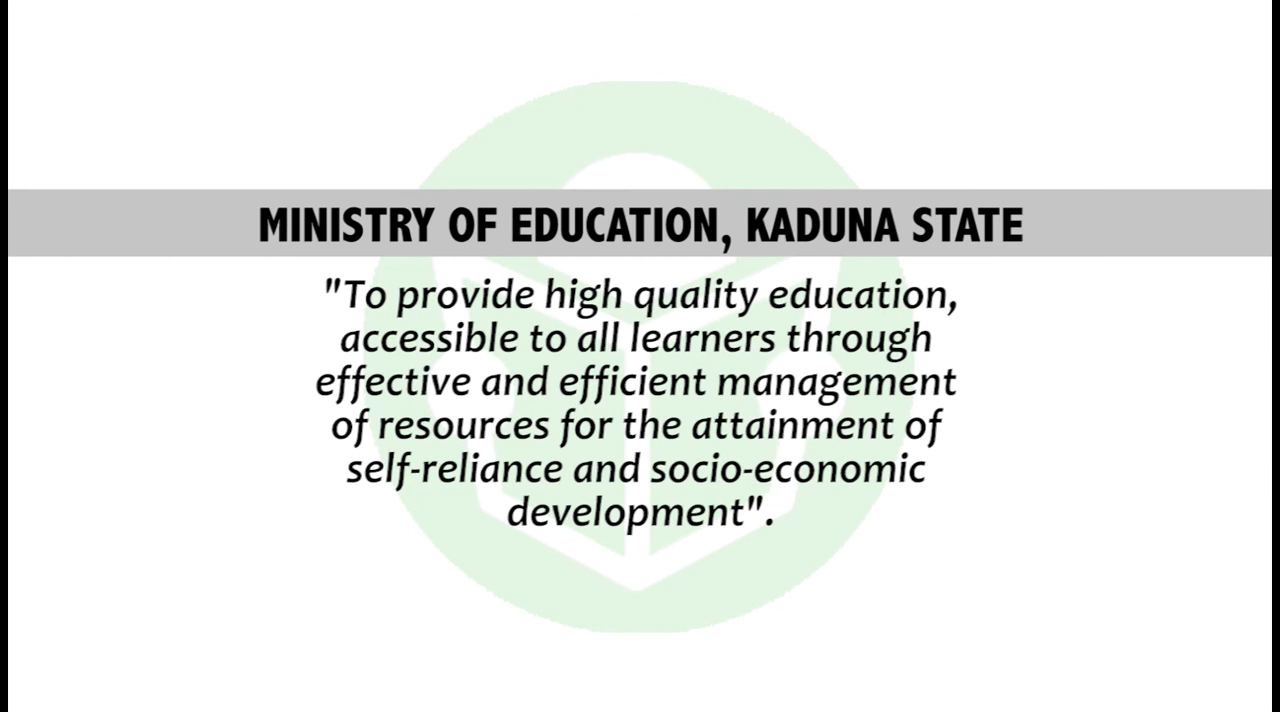 MINISTRY OF EDUCATION, KADUNA STATE
"To provide high quality education,
accessible to all learners through
effective and efficient management
of resources for the attainment of
self-reliance and socio-economic
development".